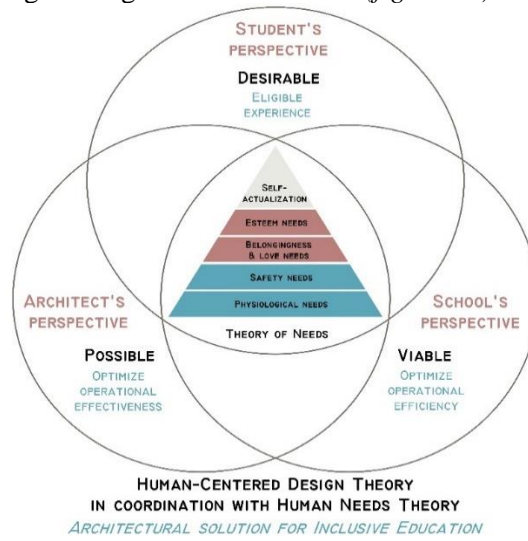 STUDENT'S
PERSPECTIVE
DESIRABLE
ELIGIBLE
EXPERIENCE
SELF-
ACTUALIZATION
ESTEEM NEEDS
BELONGINGNESS
& LOVE NEEDS
SAFETY NEEDS
PHYSIOLOGICAL NEEDS
THEORY OF NEEDS
ARCHITECT'S
PERSPECTIVE
POSSIBLE
OPTIMIZE
OPERATIONAL
EFFECTIVENESS
SCHOOL'S
PERSPECTIVE
VIABLE
OPTIMIZE
OPERATIONAL
EFFICIENCY
HUMAN-CENTERED DESIGN THEORY
IN COORDINATION WITH HUMAN NEEDS THEORY
ARCHITECTURAL SOLUTION FOR INCLUSIVE EDUCATION